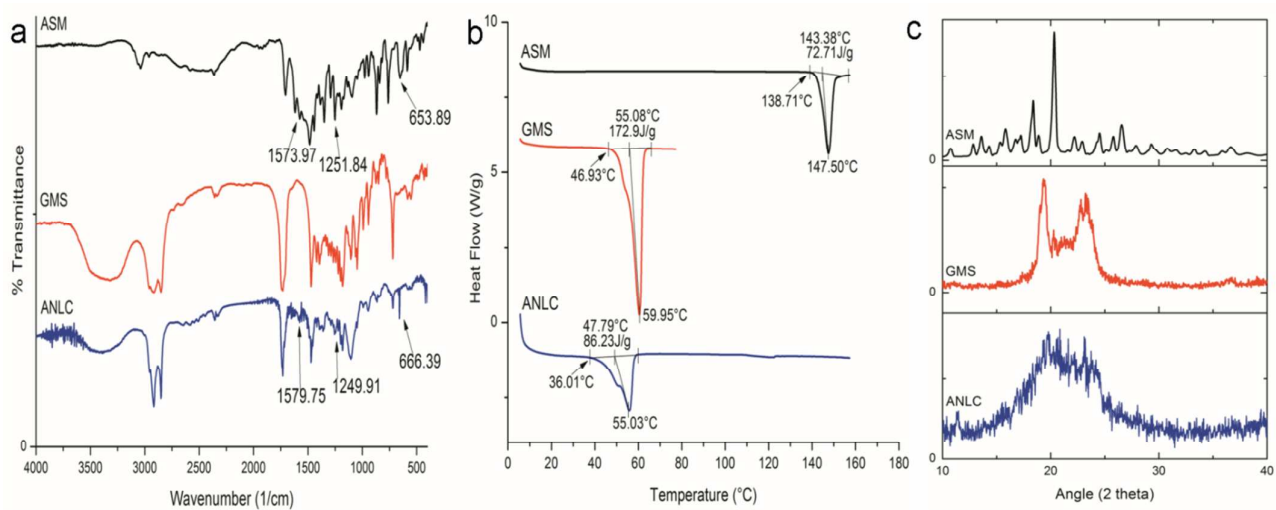 a
ASM
653.89
1573.97
1251.84
GMS
ANLC
666.39
1249.91
1579.75
% Transmittance
0
4000 3500 3000 2500 2000 1500 1000 500
Wavenumber (1/cm)
b
10
5
0
Heat Flow (W/g)
ASM
143.38°C
72.71J/g
138.71°C
147.50°C
GMS
55.08°C
172.9J/g
46.93°C
59.95°C
ANLC
47.79°C
86.23J/g
36.01°C
55.03°C
0 20 40 60 80 100 120 140 160 180
Temperature (°C)
c
ASM
0
GMS
0
ANLC
0
10 20 30 40
Angle (2 theta)